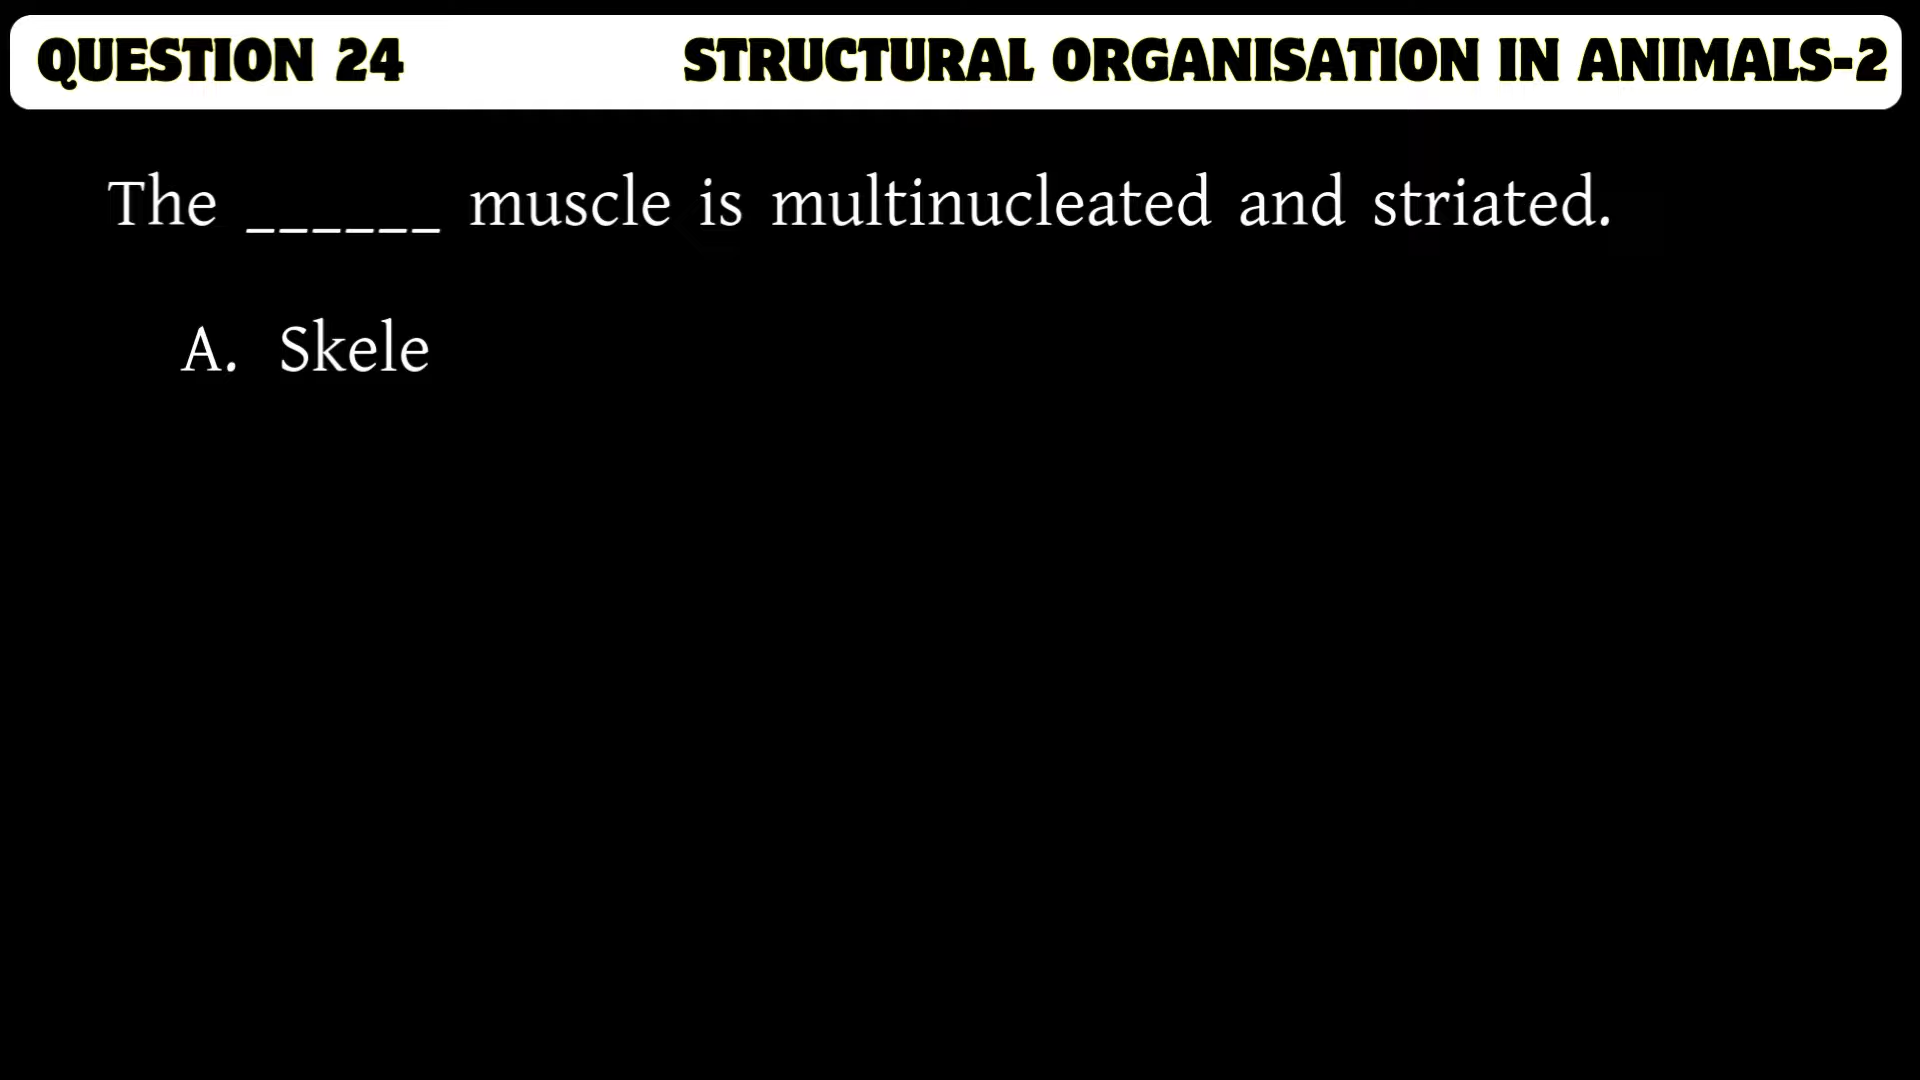 QUESTION 24 STRUCTURAL ORGANISATION IN ANIMALS-2
The ______ muscle is multinucleated and striated.
A. Skele